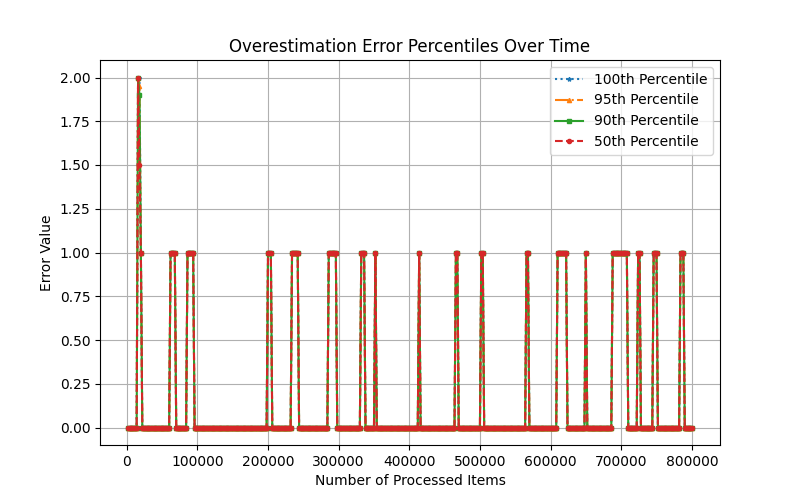 Overestimation Error Percentiles Over Time
100th Percentile
95th Percentile
90th Percentile
50th Percentile
Error Value
2.00
1.75
1.50
1.25
1.00
0.75
0.50
0.25
0.00
0 100000 200000 300000 400000 500000 600000 700000 800000
Number of Processed Items